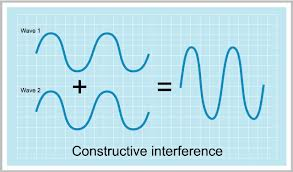 Wave 1
+
=
Wave 2
Constructive interference